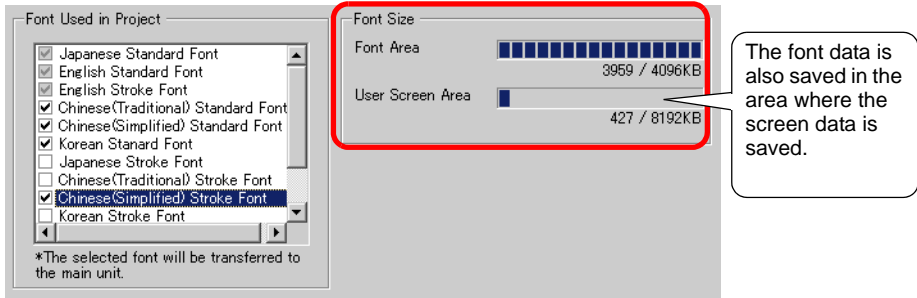 Font Used in Project
Japanese Standard Font
English Standard Font
English Stroke Font
Chinese(Traditional) Standard Font
Chinese(Simplified) Standard Font
Korean Stanard Font
Japanese Stroke Font
Chinese(Traditional) Stroke Font
Chinese(Simplified) Stroke Font
Korean Stroke Font
*The selected font will be transferred to
the main unit.
Font Size
Font Area
3959 / 4096KB
User Screen Area
427 / 8192KB
The font data is
also saved in the
area where the
screen data is
saved.